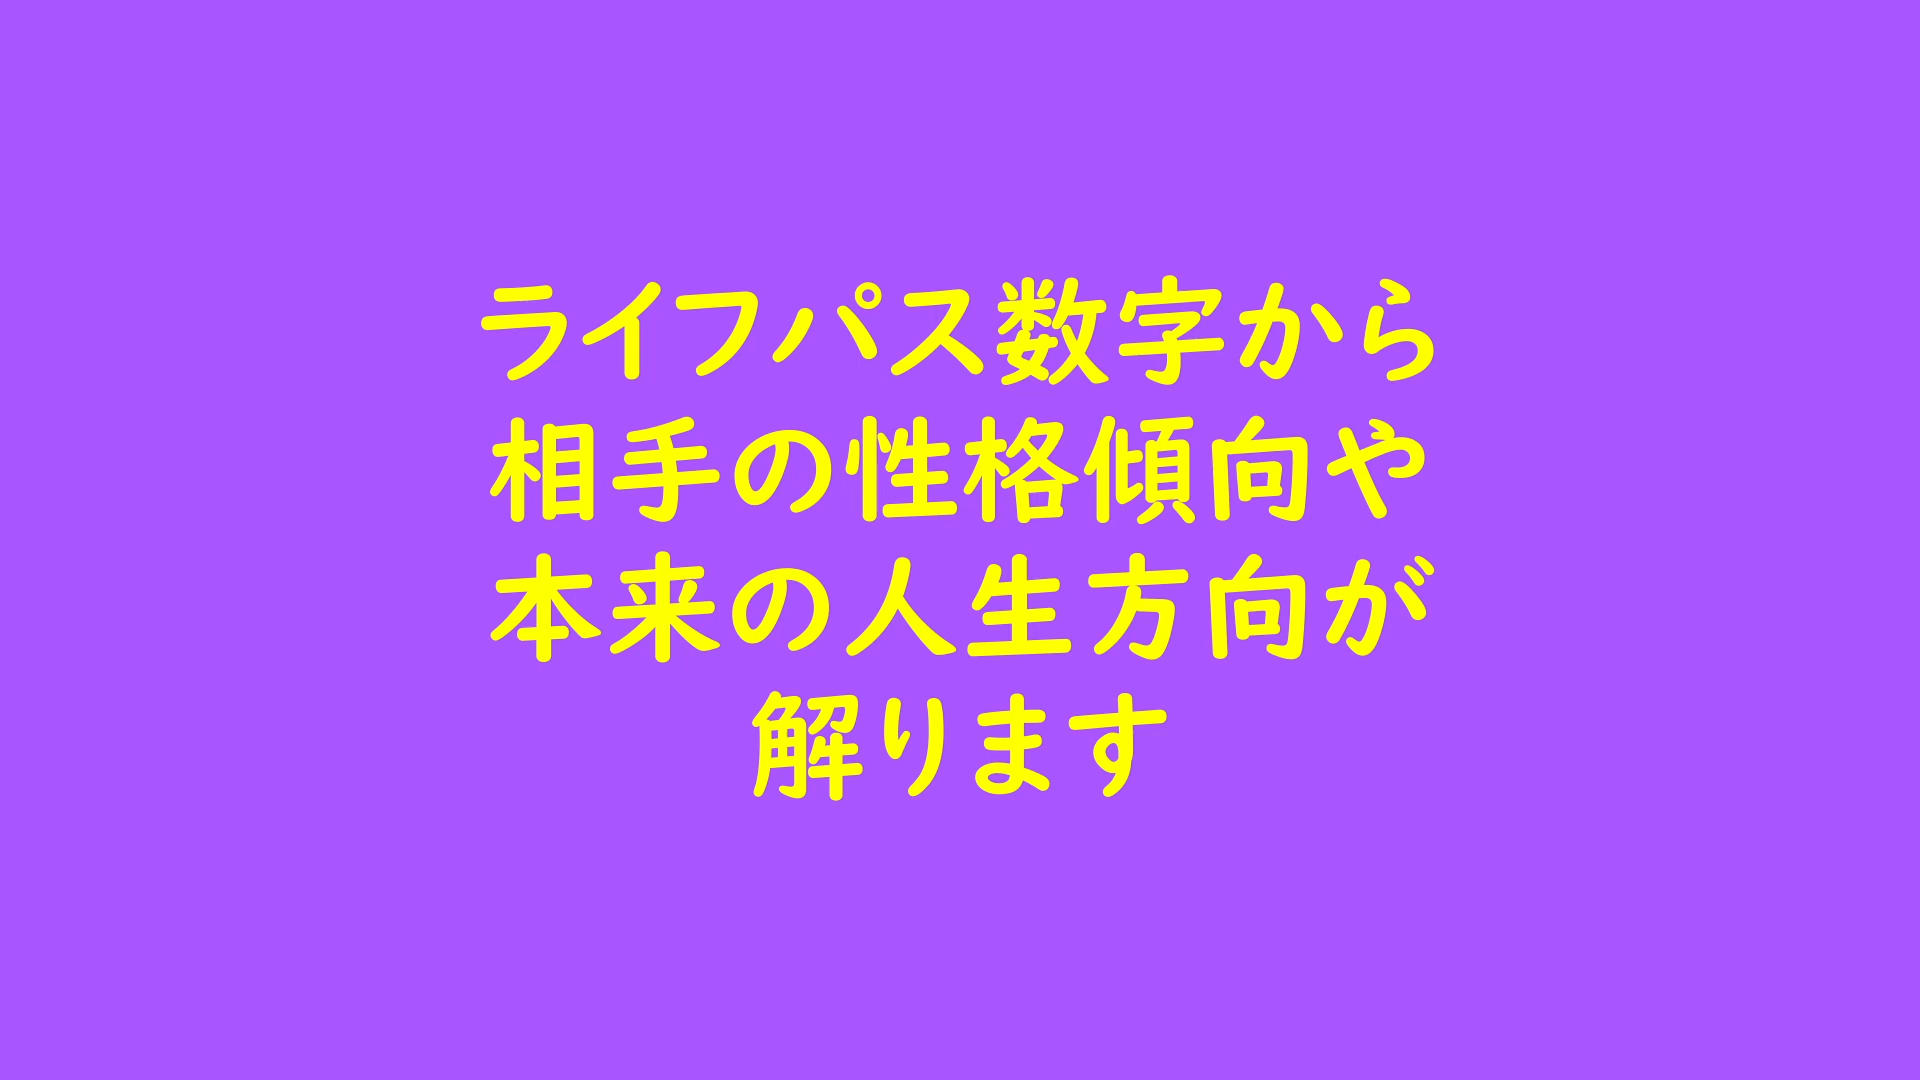 ライフパス数字から
相手の性格傾向や
本来の人生方向が
解ります